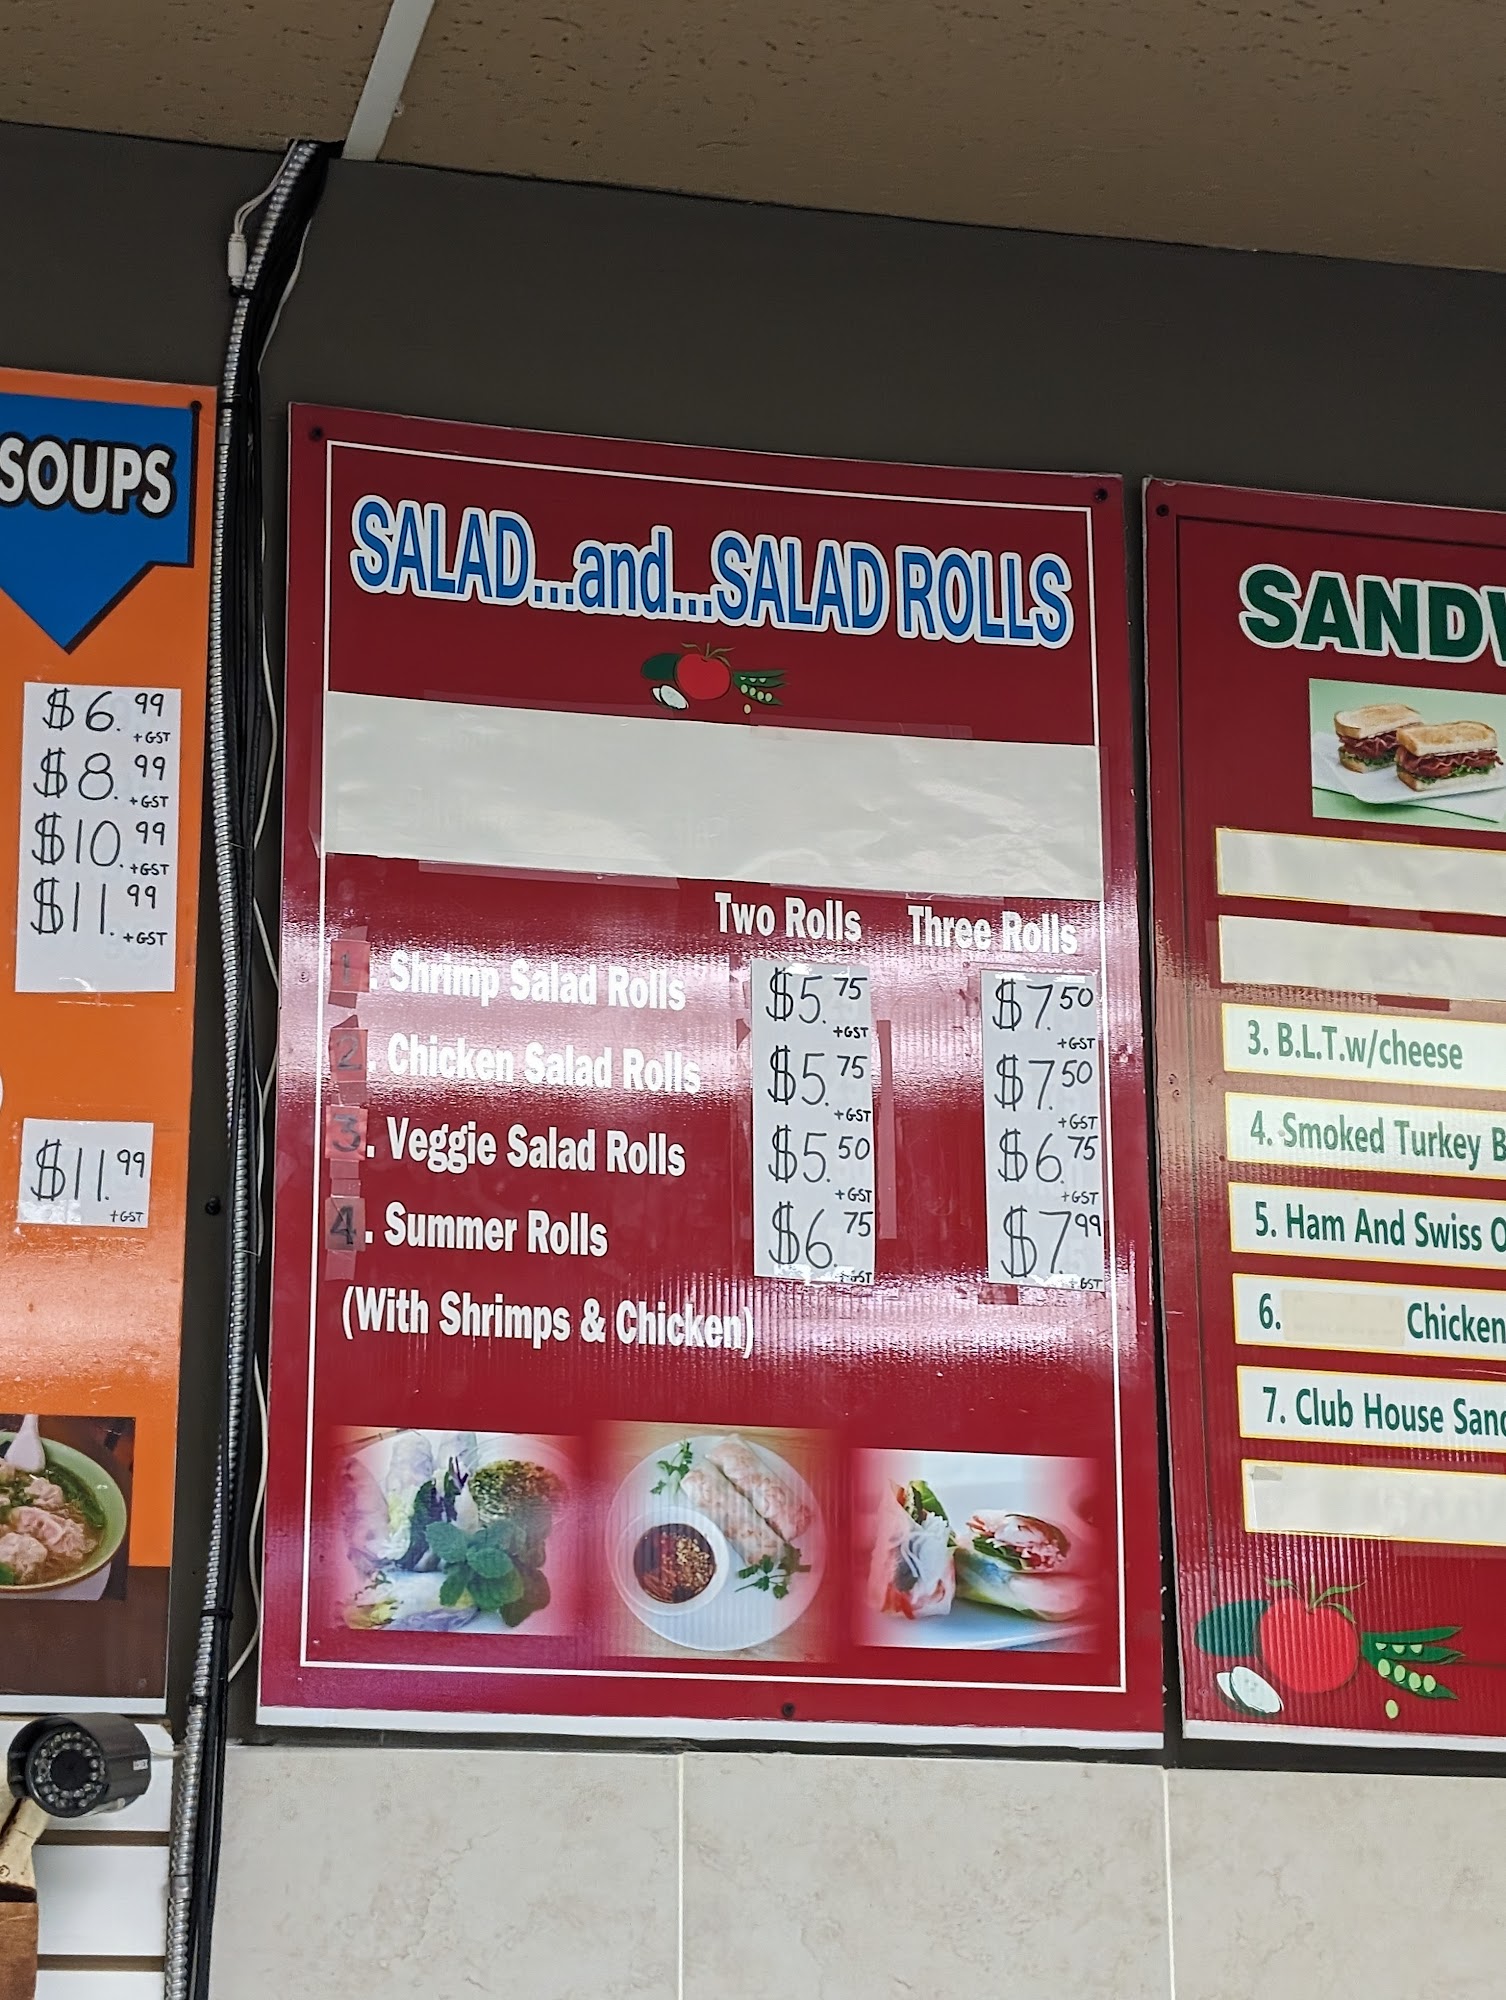 SOUPS
$6.99 +GST
$8.99 +GST
$10.99 +GST
$11.99 +GST
$11.99 +GST
SALAD...and...SALAD ROLLS
Two Rolls Three Rolls
1. Shrimp Salad Rolls $5.75 +GST $7.50 +GST
2. Chicken Salad Rolls $5.75 +GST $7.50 +GST
3. Veggie Salad Rolls $5.50 +GST $6.75 +GST
4. Summer Rolls $6.75 +GST $7.99 +GST
(With Shrimps & Chicken)
SANDW
3. B.L.T.w/cheese
4. Smoked Turkey B
5. Ham And Swiss O
6. Chicken
7. Club House Sand